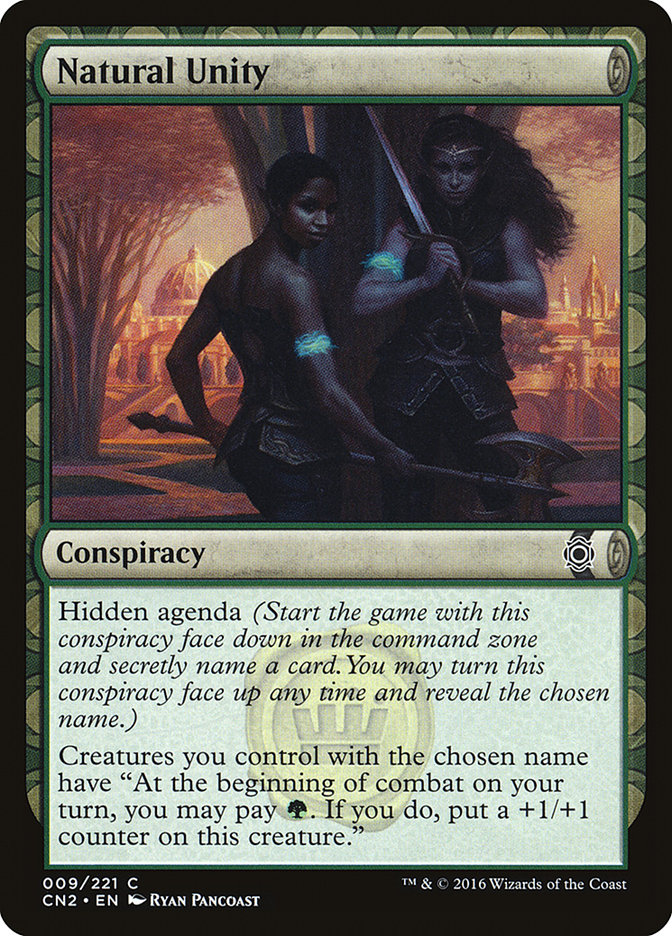 Natural Unity
Conspiracy
Hidden agenda (Start the game with this
conspiracy face down in the command zone
and secretly name a card. You may turn this
conspiracy face up any time and reveal the chosen
name.)
Creatures you control with the chosen name
have “At the beginning of combat on your
turn, you may pay . If you do, put a +1/+1
counter on this creature.”
009/221 C
CN2 • EN RYAN PANCOAST
™ & © 2016 Wizards of the Coast